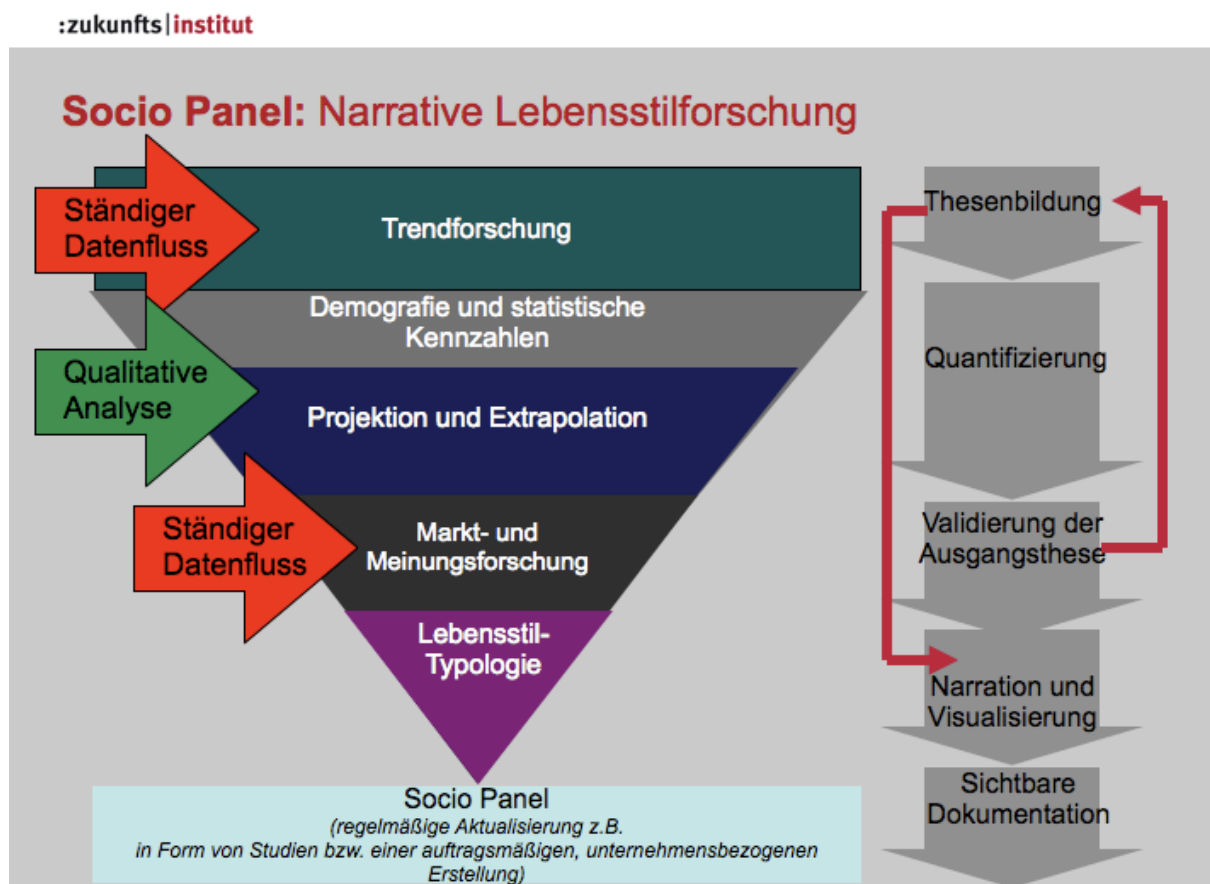 :zukunfts|institut
Socio Panel: Narrative Lebensstilforschung
Ständiger
Datenfluss
Trendforschung
Demografie und statistische
Kennzahlen
Qualitative
Analyse
Projektion und Extrapolation
Ständiger
Datenfluss
Markt- und
Meinungsforschung
Lebensstil-
Typologie
Socio Panel
(regelmäßige Aktualisierung z.B.
in Form von Studien bzw. einer auftragsmäßigen, unternehmensbezogenen
Erstellung)
Thesenbildung
Quantifizierung
Validierung der
Ausgangsthese
Narration und
Visualisierung
Sichtbare
Dokumentation